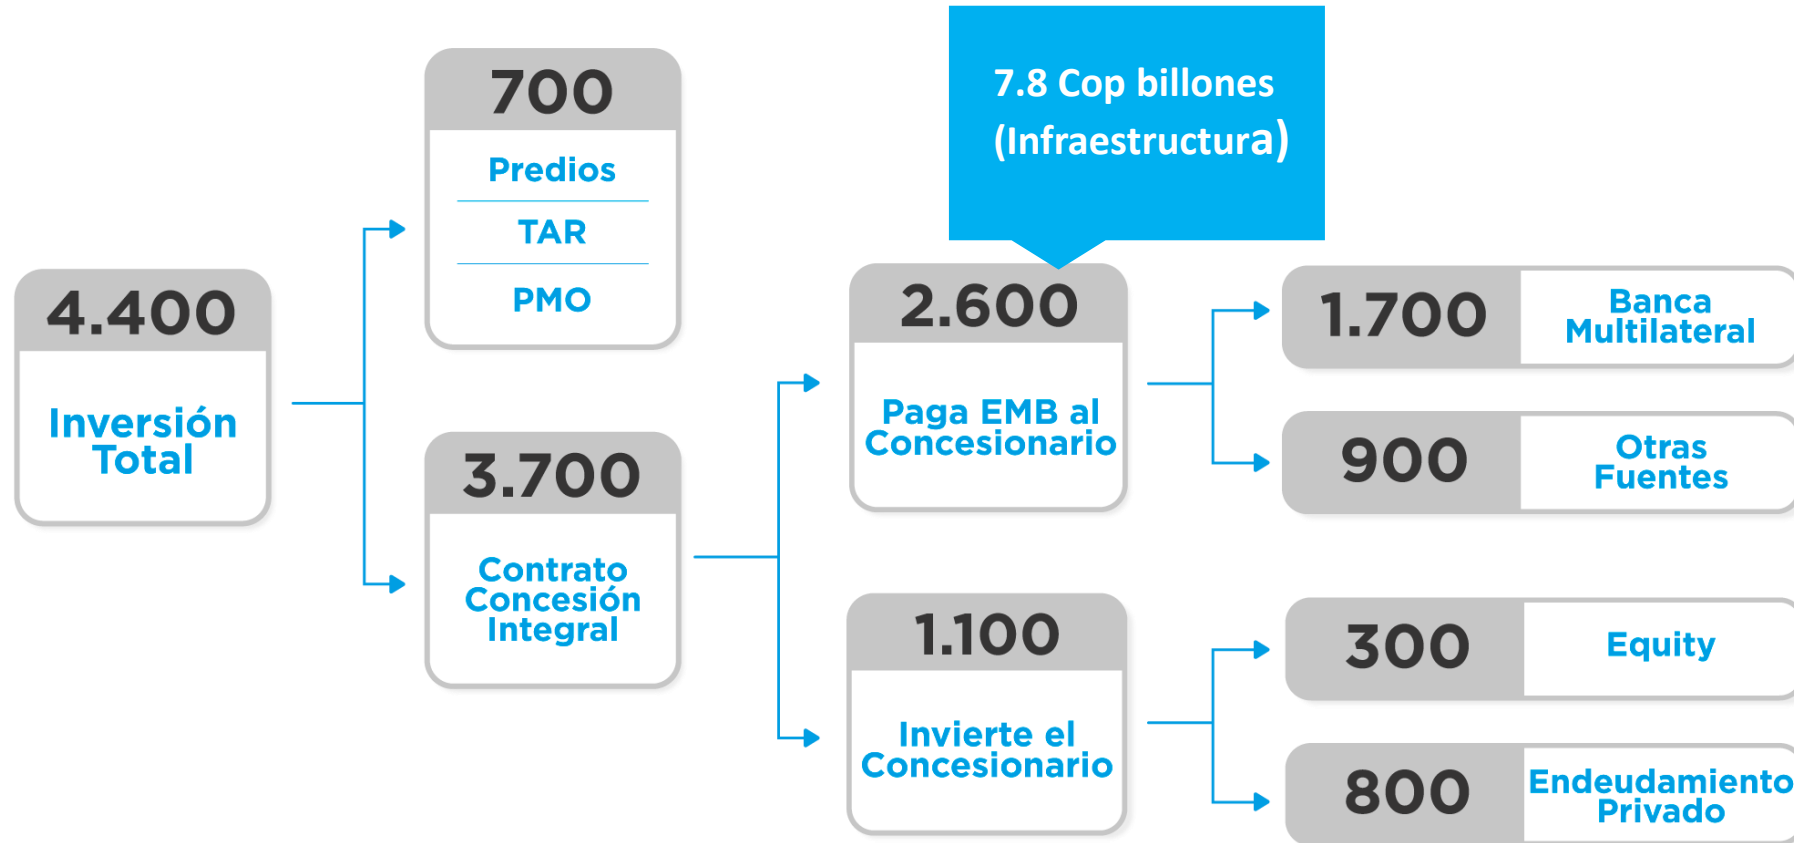 4.400
Inversión
Total
700
Predios
TAR
PMO
3.700
Contrato
Concesión
Integral
7.8 Cop billones
(Infraestructura)
2.600
Paga EMB al
Concesionario
1.100
Invierte el
Concesionario
1.700
Banca
Multilateral
900
Otras
Fuentes
300
Equity
800
Endeudamiento
Privado